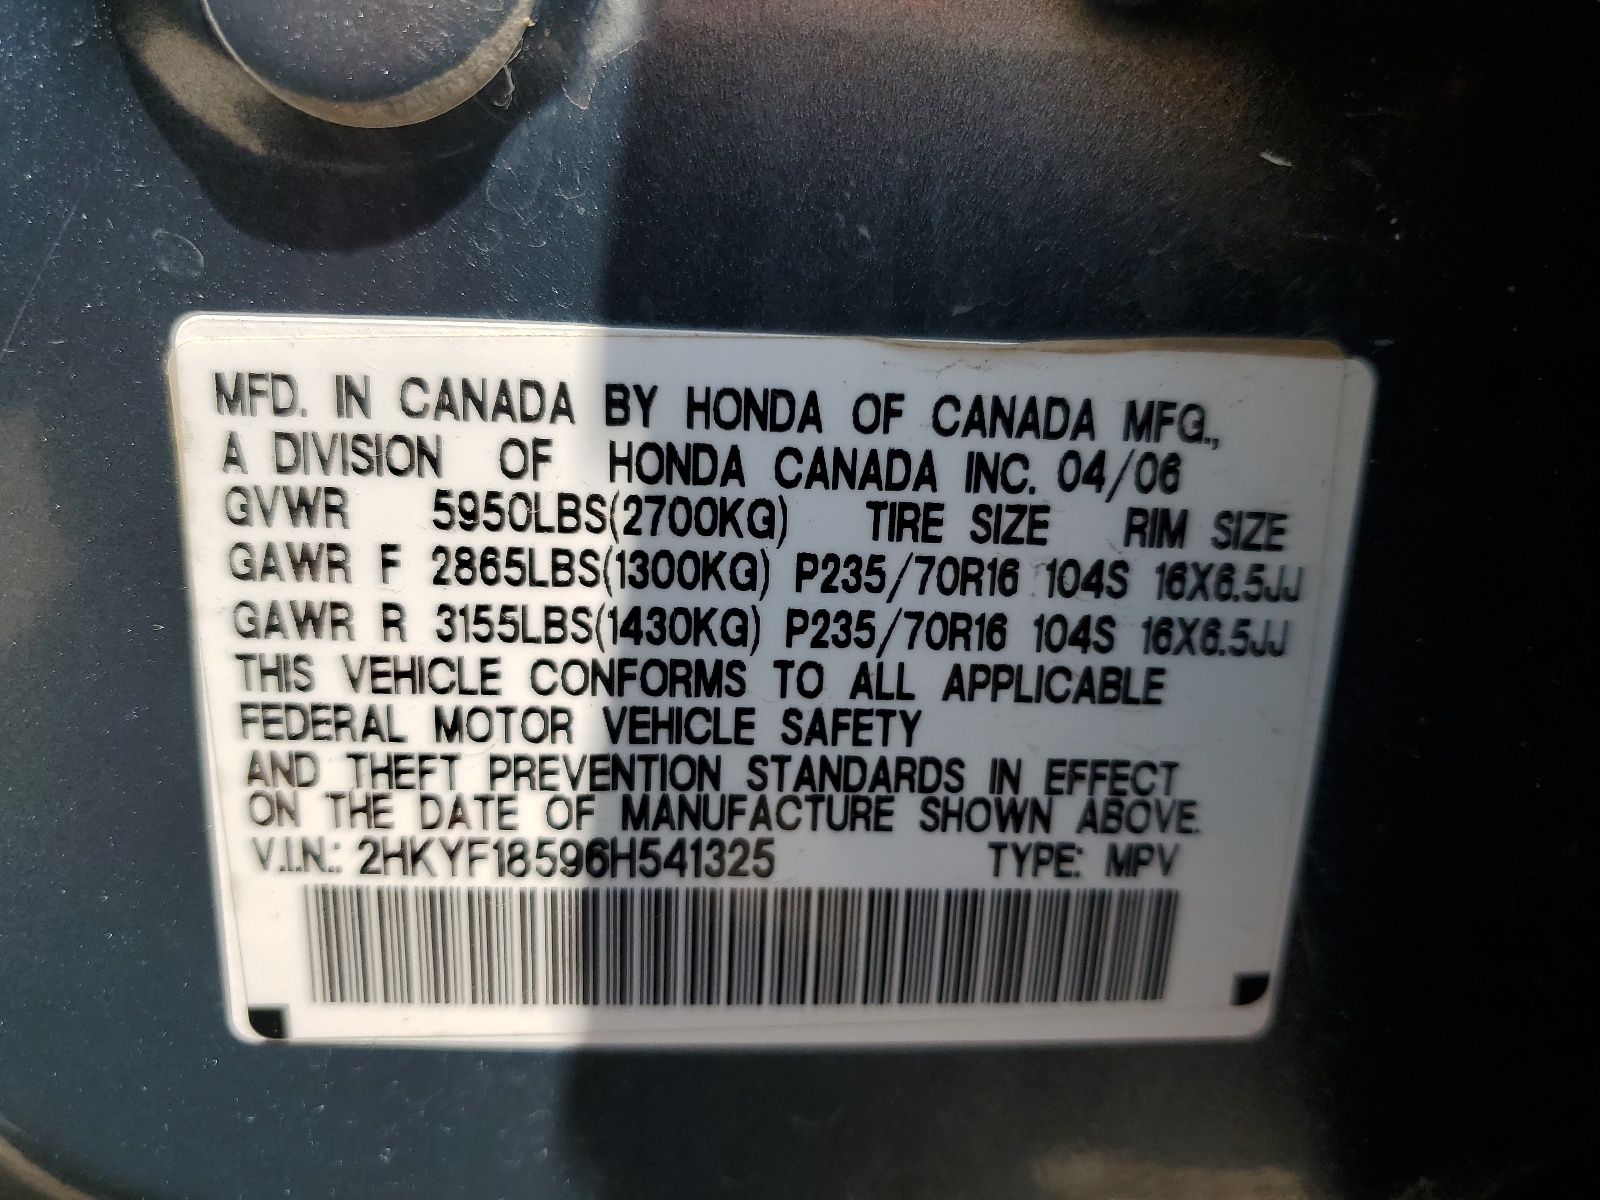 MFD. IN CANADA BY HONDA OF CANADA MFG.,
A DIVISION OF HONDA CANADA INC. 04/06
GVWR 5950LBS(2700KG) TIRE SIZE RIM SIZE
GAWR F 2865LBS(1300KG) P235/70R16 104S 16X6.5JJ
GAWR R 3155LBS(1430KG) P235/70R16 104S 16X6.5JJ
THIS VEHICLE CONFORMS TO ALL APPLICABLE
FEDERAL MOTOR VEHICLE SAFETY
AND THEFT PREVENTION STANDARDS IN EFFECT
ON THE DATE OF MANUFACTURE SHOWN ABOVE.
V.I.N.: 2HKYF18596H541325 TYPE: MPV